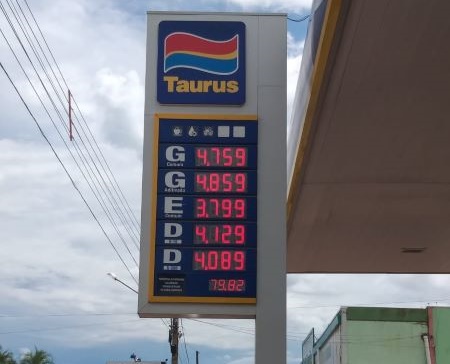 Taurus
G Comum 4.759
G Aditivada 4.859
E Comum 3.799
D 4.129
D 4.089
79.82